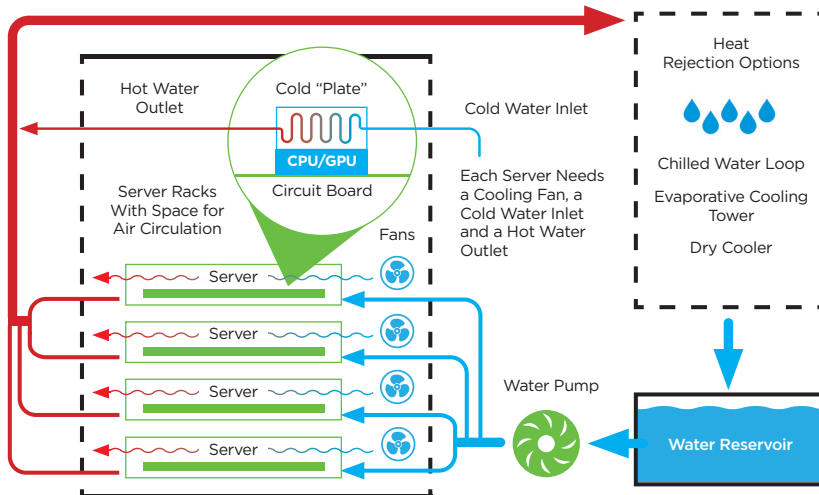 Heat
Rejection Options
Hot Water
Outlet
Cold “Plate”
Cold Water Inlet
CPU/GPU
Circuit Board
Chilled Water Loop
Evaporative Cooling
Tower
Dry Cooler
Each Server Needs
a Cooling Fan, a
Cold Water Inlet
and a Hot Water
Outlet
Server Racks
With Space for
Air Circulation
Fans
Server
Server
Server
Server
Water Pump
Water Reservoir